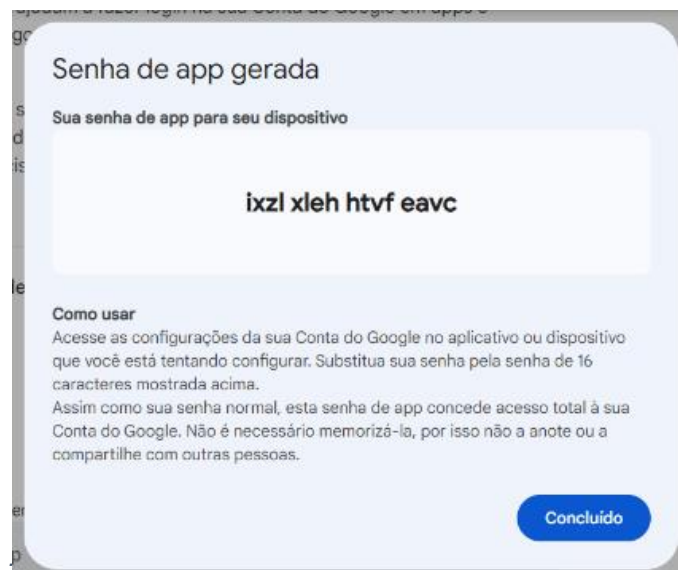 Senha de app gerada
Sua senha de app para seu dispositivo
ixzl xleh htvf eavc
Como usar
Acesse as configurações da sua Conta do Google no aplicativo ou dispositivo
que você está tentando configurar. Substitua sua senha pela senha de 16
caracteres mostrada acima.
Assim como sua senha normal, esta senha de app concede acesso total à sua
Conta do Google. Não é necessário memorizá-la, por isso não a anote ou a
compartilhe com outras pessoas.
Concluído